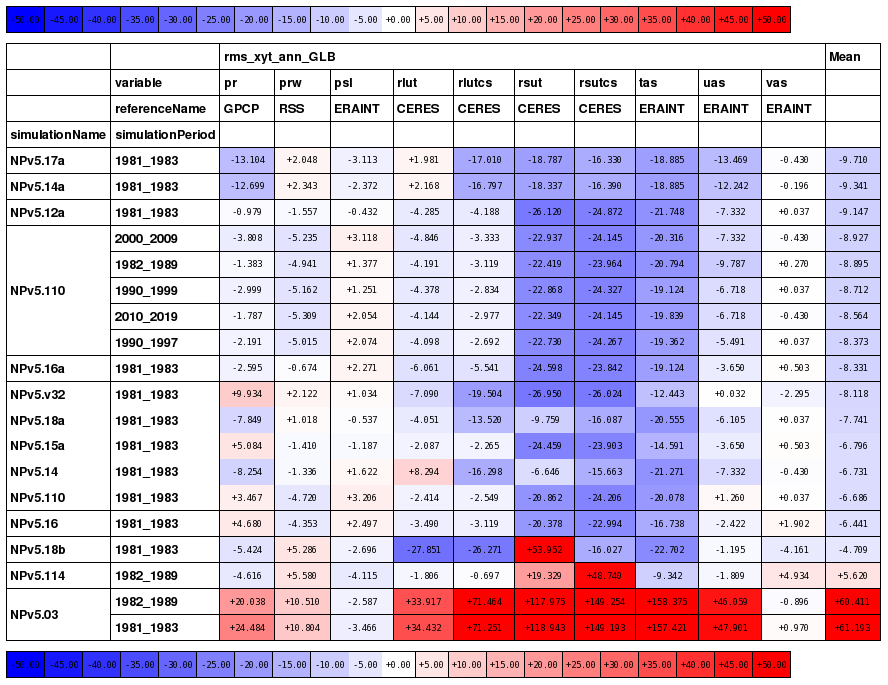 -50.00 -45.00 -40.00 -35.00 -30.00 -25.00 -20.00 -15.00 -10.00 -5.00 +0.00 +5.00 +10.00 +15.00 +20.00 +25.00 +30.00 +35.00 +40.00 +45.00 +50.00
rms_xyt_ann_GLB Mean
variable pr prw psl rlut rlutcs rsut rsutcs tas uas vas
referenceName GPCP RSS ERAINT CERES CERES CERES CERES ERAINT ERAINT ERAINT
simulationName simulationPeriod
NPv5.17a 1981_1983 -13.104 +2.048 -3.113 +1.981 -17.010 -18.787 -16.330 -18.885 -13.469 -0.430 -9.710
NPv5.14a 1981_1983 -12.699 +2.343 -2.372 +2.168 -16.797 -18.337 -16.390 -18.885 -12.242 -0.196 -9.341
NPv5.12a 1981_1983 -0.979 -1.557 -0.432 -4.285 -4.188 -26.120 -24.872 -21.748 -7.332 +0.037 -9.147
2000_2009 -3.808 -5.235 +3.118 -4.846 -3.333 -22.937 -24.145 -20.316 -7.332 -0.430 -8.927
1982_1989 -1.383 -4.941 +1.377 -4.191 -3.119 -22.419 -23.964 -20.794 -9.787 +0.270 -8.895
NPv5.110 1990_1999 -2.999 -5.162 +1.251 -4.378 -2.834 -22.868 -24.327 -19.124 -6.718 +0.037 -8.712
2010_2019 -1.787 -5.309 +2.054 -4.144 -2.977 -22.349 -24.145 -19.839 -6.718 -0.430 -8.564
1990_1997 -2.191 -5.015 +2.074 -4.098 -2.692 -22.730 -24.267 -19.362 -5.491 +0.037 -8.373
NPv5.16a 1981_1983 -2.595 -0.674 +2.271 -6.061 -5.541 -24.598 -23.842 -19.124 -3.650 +0.503 -8.331
NPv5.v32 1981_1983 +9.934 +2.122 +1.034 -7.090 -19.504 -26.950 -26.024 -12.443 +0.032 -2.295 -8.118
NPv5.18a 1981_1983 -7.849 +1.018 -0.537 -4.051 -13.520 -9.759 -16.087 -20.555 -6.105 +0.037 -7.741
NPv5.15a 1981_1983 +5.084 -1.410 -1.187 -2.087 -2.265 -24.459 -23.903 -14.591 -3.650 +0.503 -6.796
NPv5.14 1981_1983 -8.254 -1.336 +1.622 +8.294 -16.298 -6.646 -15.663 -21.271 -7.332 -0.430 -6.731
NPv5.110 1981_1983 +3.467 -4.720 +3.206 -2.414 -2.549 -20.862 -24.206 -20.078 +1.260 +0.037 -6.686
NPv5.16 1981_1983 +4.680 -4.353 +2.497 -3.490 -3.119 -20.378 -22.994 -16.738 -2.422 +1.902 -6.441
NPv5.18b 1981_1983 -5.424 +5.286 -2.696 -27.851 -26.271 +53.952 -16.027 -22.702 -1.195 -4.161 -4.709
NPv5.114 1982_1989 -4.616 +5.580 -4.115 -1.806 -0.697 +19.329 +48.740 -9.342 -1.809 +4.934 +5.620
NPv5.03 1982_1989 +20.038 +10.510 -2.587 +33.917 +71.464 +117.975 +149.254 +158.375 +46.059 -0.896 +60.411
1981_1983 +24.484 +10.804 -3.466 +34.432 +71.251 +118.943 +149.193 +157.421 +47.901 +0.970 +61.193
-50.00 -45.00 -40.00 -35.00 -30.00 -25.00 -20.00 -15.00 -10.00 -5.00 +0.00 +5.00 +10.00 +15.00 +20.00 +25.00 +30.00 +35.00 +40.00 +45.00 +50.00